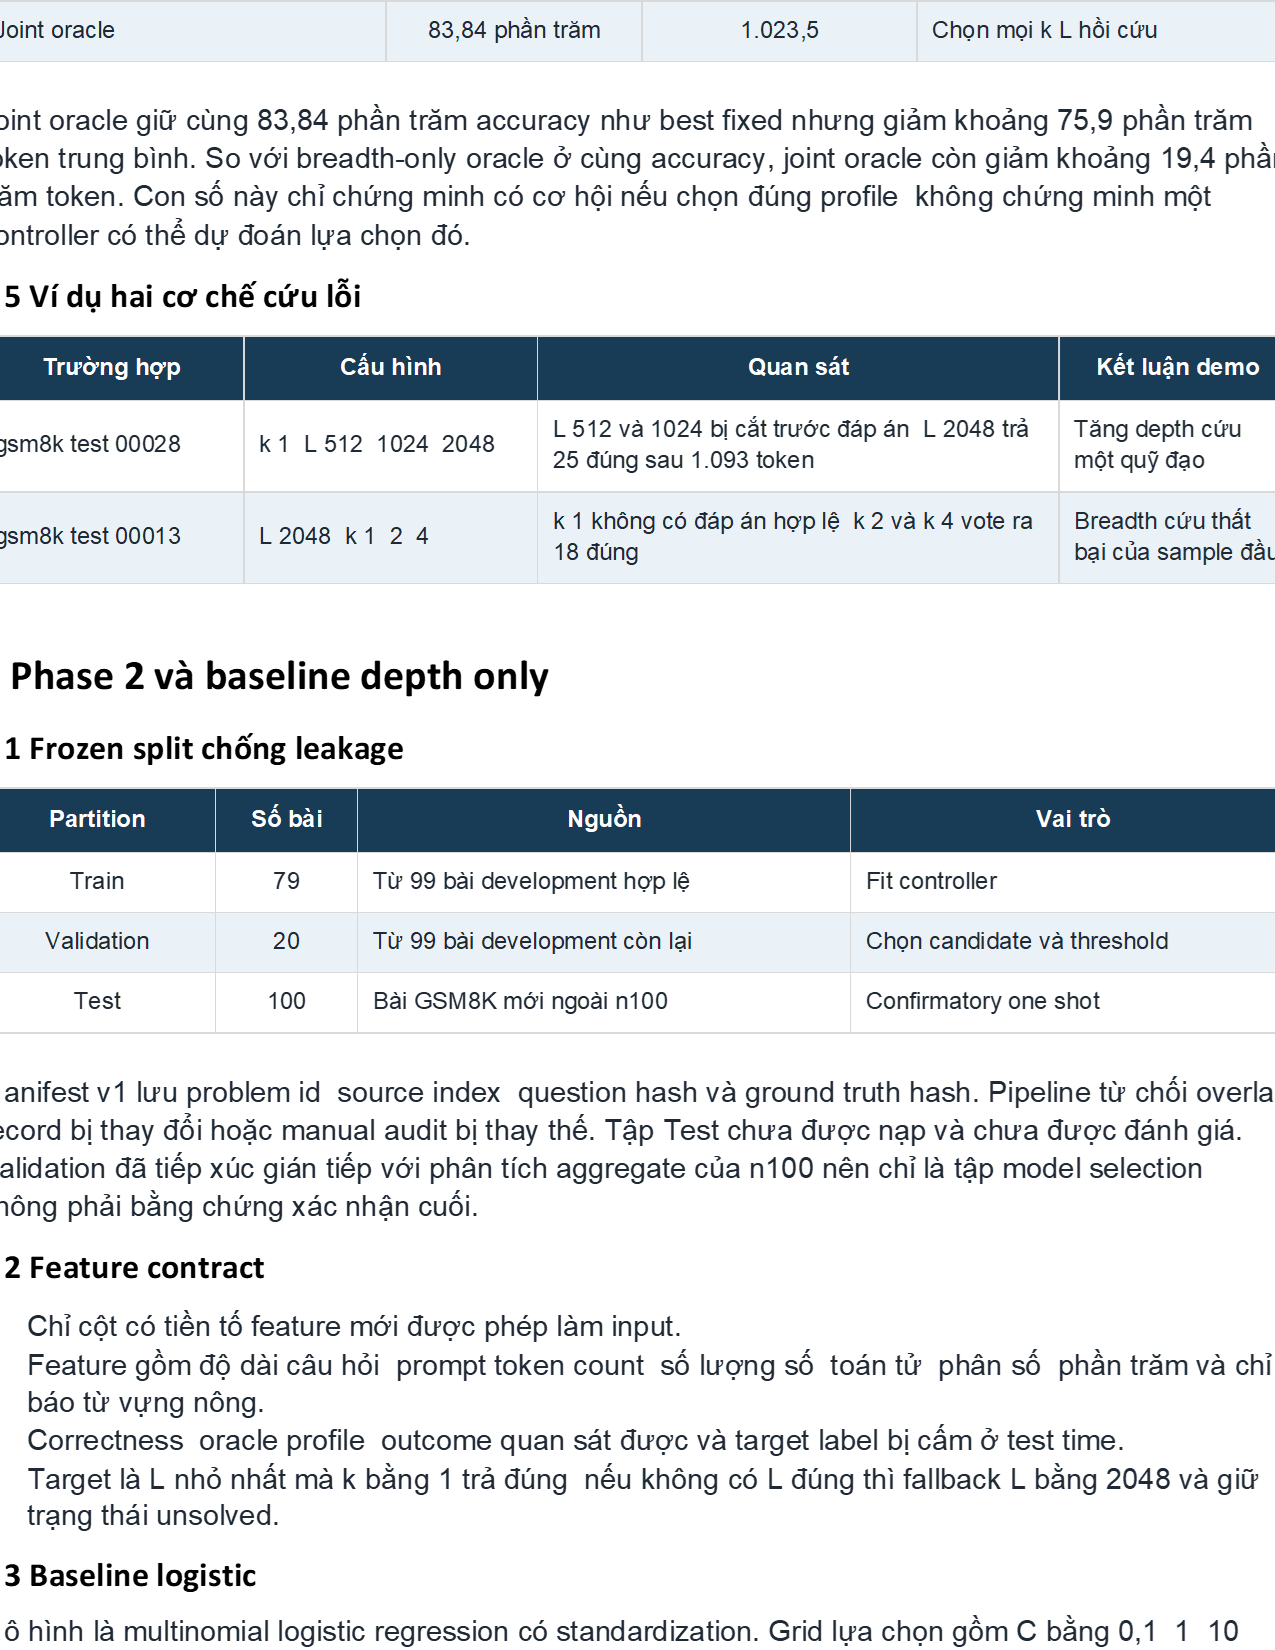 Joint oracle 83,84 phần trăm 1.023,5 Chọn mọi k L hồi cứu
oint oracle giữ cùng 83,84 phần trăm accuracy như best fixed nhưng giảm khoảng 75,9 phần trăm
oken trung bình. So với breadth-only oracle ở cùng accuracy, joint oracle còn giảm khoảng 19,4 phần
ăm token. Con số này chỉ chứng minh có cơ hội nếu chọn đúng profile không chứng minh một
ontroller có thể dự đoán lựa chọn đó.
5 Ví dụ hai cơ chế cứu lỗi
Trường hợp Cấu hình Quan sát Kết luận demo
gsm8k test 00028 k 1 L 512 1024 2048 L 512 và 1024 bị cắt trước đáp án L 2048 trả Tăng depth cứu
25 đúng sau 1.093 token một quỹ đạo
gsm8k test 00013 L 2048 k 1 2 4 k 1 không có đáp án hợp lệ k 2 và k 4 vote ra Breadth cứu thất
18 đúng bại của sample đầu
Phase 2 và baseline depth only
1 Frozen split chống leakage
Partition Số bài Nguồn Vai trò
Train 79 Từ 99 bài development hợp lệ Fit controller
Validation 20 Từ 99 bài development còn lại Chọn candidate và threshold
Test 100 Bài GSM8K mới ngoài n100 Confirmatory one shot
anifest v1 lưu problem id source index question hash và ground truth hash. Pipeline từ chối overla
ecord bị thay đổi hoặc manual audit bị thay thế. Tập Test chưa được nạp và chưa được đánh giá.
alidation đã tiếp xúc gián tiếp với phân tích aggregate của n100 nên chỉ là tập model selection
hông phải bằng chứng xác nhận cuối.
2 Feature contract
Chỉ cột có tiền tố feature mới được phép làm input.
Feature gồm độ dài câu hỏi prompt token count số lượng số toán tử phân số phần trăm và chỉ
báo từ vựng nông.
Correctness oracle profile outcome quan sát được và target label bị cấm ở test time.
Target là L nhỏ nhất mà k bằng 1 trả đúng nếu không có L đúng thì fallback L bằng 2048 và giữ
trạng thái unsolved.
3 Baseline logistic
ô hình là multinomial logistic regression có standardization. Grid lựa chọn gồm C bằng 0,1 1 10